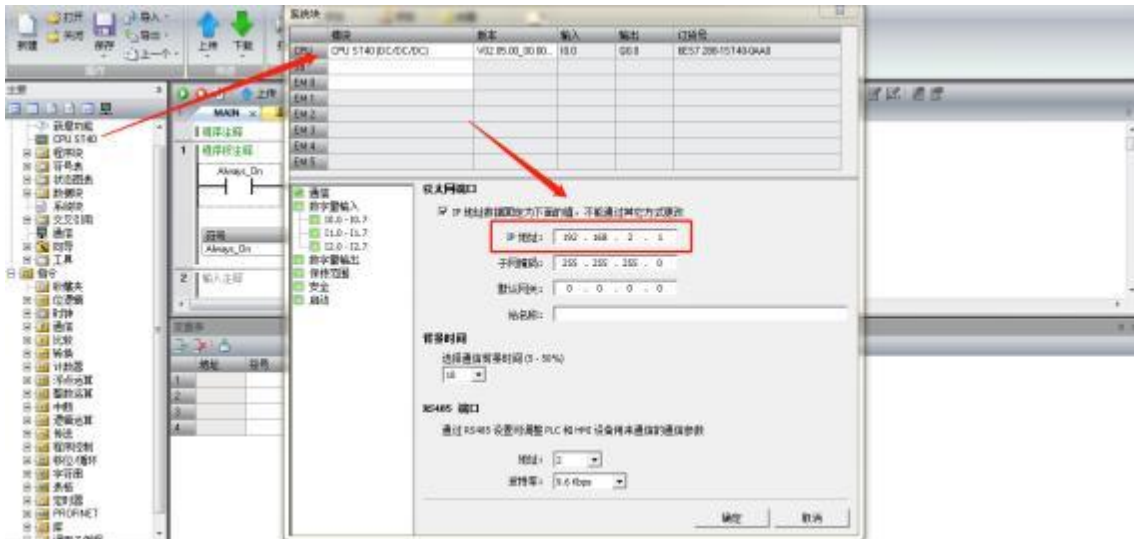 打开
导入
关闭
导出
新建
保存
上一个
上传
下载
主要
上传
MAIN
CPU ST40
程序块
符号表
状态图表
数据块
系统块
交叉引用
通信
向导
工具
指令
收藏夹
位逻辑
时钟
通信
比较
转换
计数器
浮点运算
整数运算
中断
逻辑运算
传送
程序控制
移位/循环
字符串
表格
定时器
PROFINET
库
1
程序段注释
Always_On
符号
Always_On
2
输入注释
地址
符号
1
2
3
4
系统块
模块
版本
输入
输出
订货号
CPU
CPU ST40 (DC/DC/DC)
I0.0
Q0.0
6ES7 288-1ST40-0AA0
EM 0
EM 1
EM 2
EM 3
EM 4
EM 5
通信
数字量输入
I0.0 - I0.7
I1.0 - I1.7
I2.0 - I2.7
数字量输出
保持范围
安全
启动
以太网端口
IP 地址数据固定为下面的值，不能通过其它方式更改
IP 地址： 192 . 168 . 2 . 1
子网掩码： 255 . 255 . 255 . 0
默认网关： 0 . 0 . 0 . 0
站名称：
背景时间
选择通信背景时间 (5 - 50%)
10
RS485 端口
通过 RS485 设置可调整 PLC 和 HMI 设备用来通信的通信参数
地址： 2
波特率： 9.6 Kbps
确定
取消